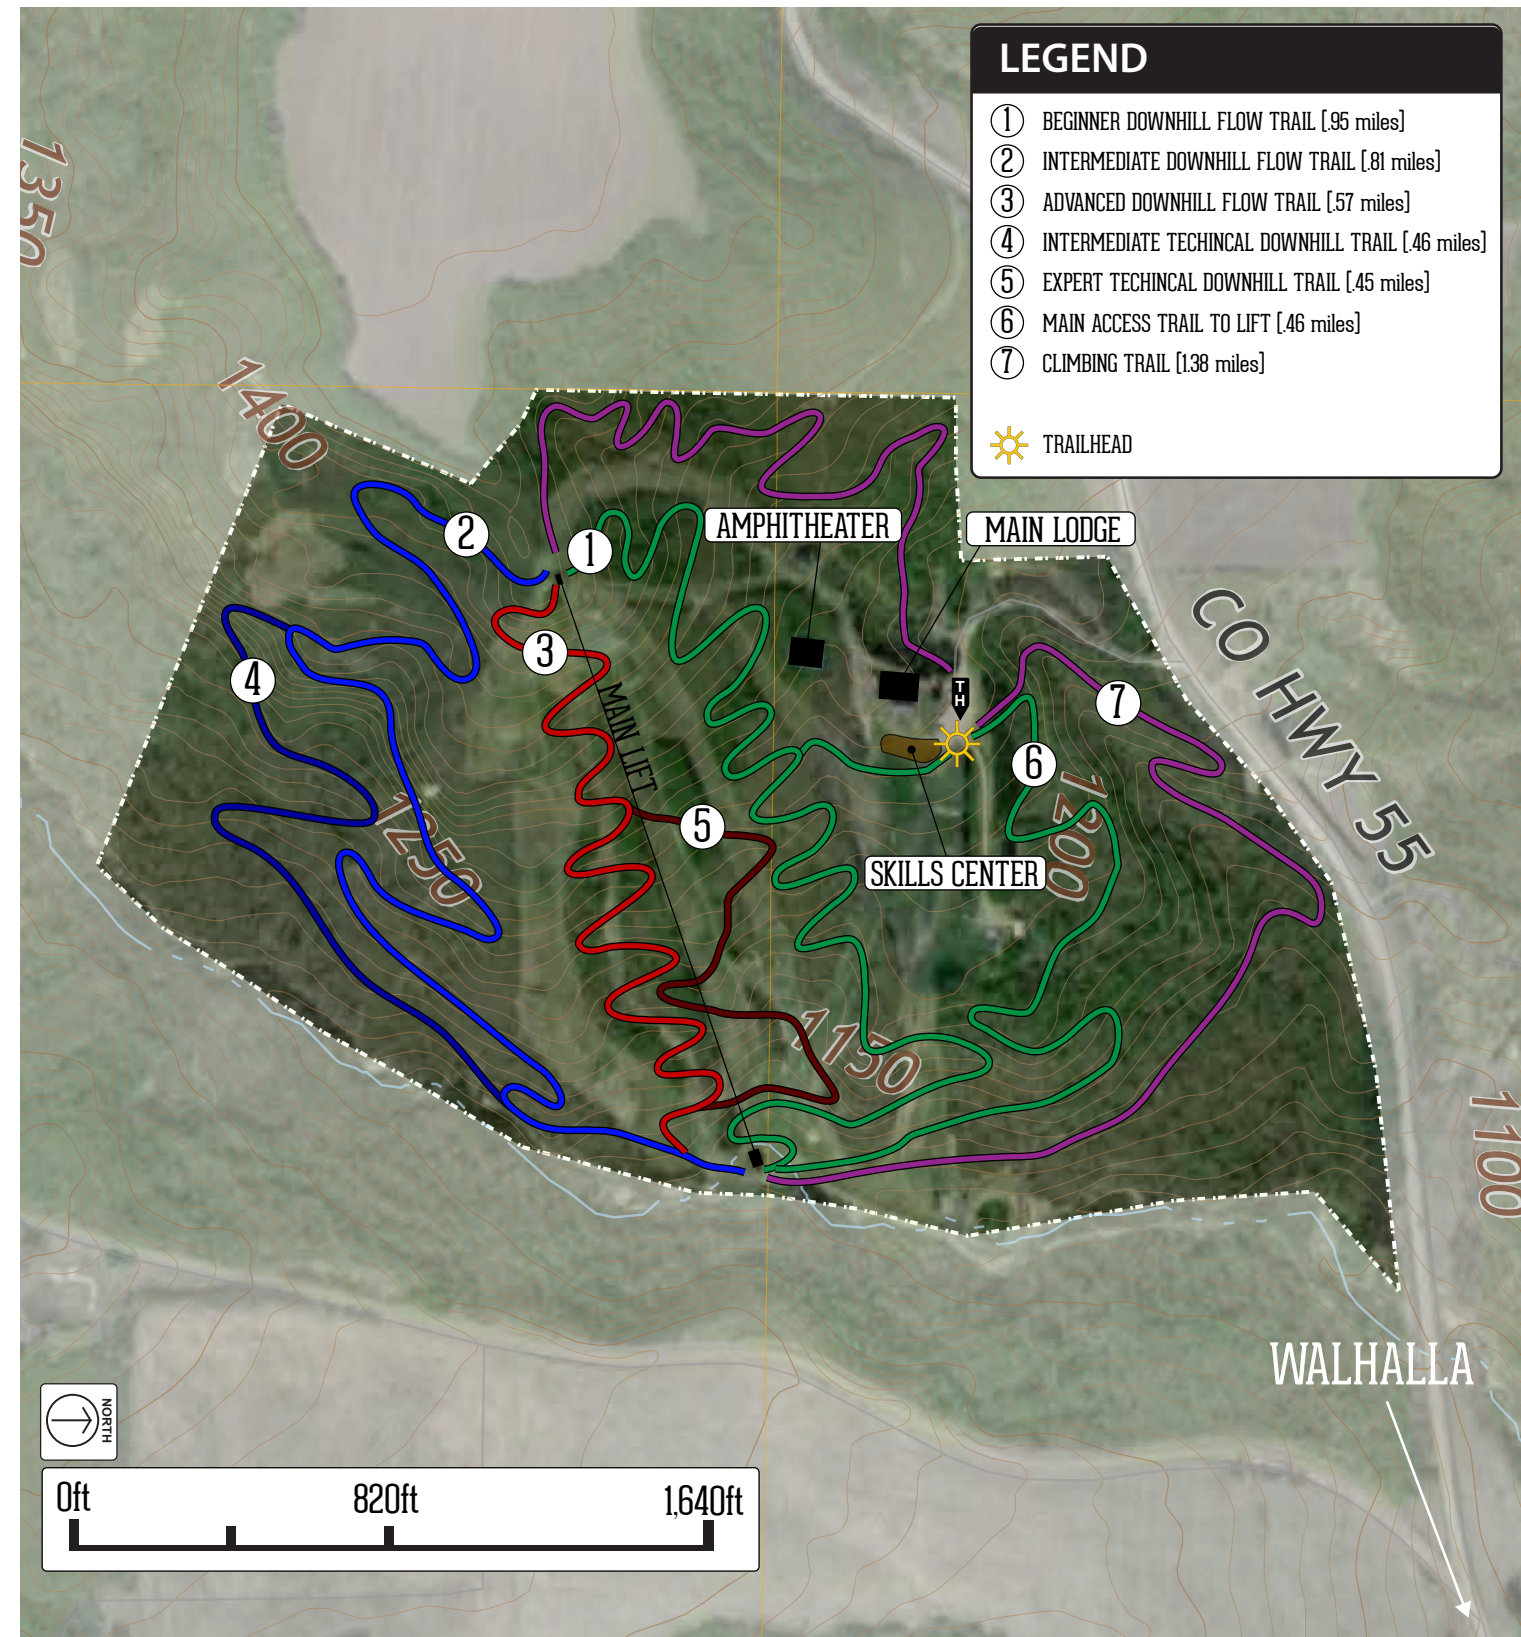 LEGEND
1 BEGINNER DOWNHILL FLOW TRAIL [.95 miles]
2 INTERMEDIATE DOWNHILL FLOW TRAIL [.81 miles]
3 ADVANCED DOWNHILL FLOW TRAIL [.57 miles]
4 INTERMEDIATE TECHINCAL DOWNHILL TRAIL [.46 miles]
5 EXPERT TECHINCAL DOWNHILL TRAIL [.45 miles]
6 MAIN ACCESS TRAIL TO LIFT [.46 miles]
7 CLIMBING TRAIL [1.38 miles]
TRAILHEAD
1350
1400
2
1
AMPHITHEATER
MAIN LODGE
CO HWY 55
3
4
MAIN LIFT
TH
7
6
5
1250
1200
SKILLS CENTER
1150
1100
WALHALLA
NORTH
0ft
820ft
1,640ft